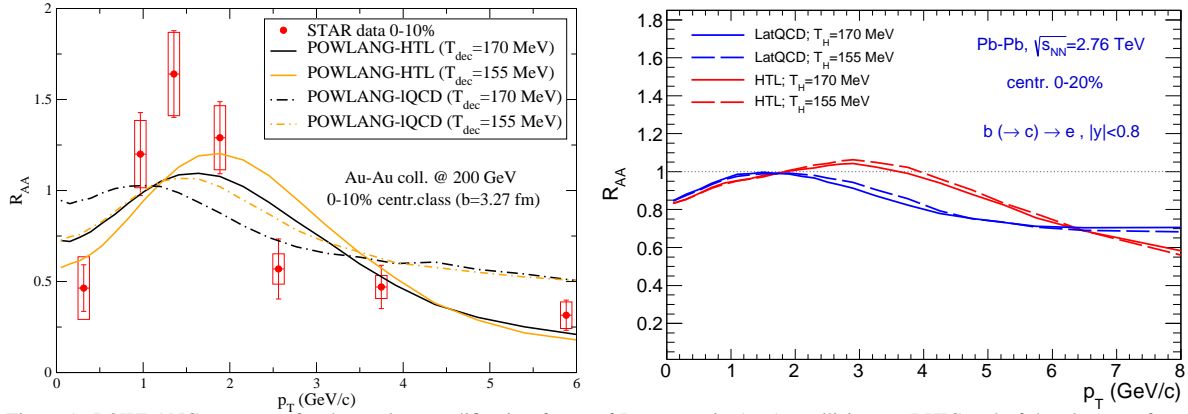 2
1.5
1
0.5
0
R_AA
0 1 2 3 4 5 6
p_T (GeV/c)
STAR data 0-10%
POWLANG-HTL (T_dec=170 MeV)
POWLANG-HTL (T_dec=155 MeV)
POWLANG-lQCD (T_dec=170 MeV)
POWLANG-lQCD (T_dec=155 MeV)
Au-Au coll. @ 200 GeV
0-10% centr.class (b=3.27 fm)
1.8
1.6
1.4
1.2
1
0.8
0.6
0.4
0.2
R_AA
0 1 2 3 4 5 6 7 8
p_T (GeV/c)
LatQCD; T_H=170 MeV
LatQCD; T_H=155 MeV
HTL; T_H=170 MeV
HTL; T_H=155 MeV
Pb-Pb, √s_NN=2.76 TeV
centr. 0-20%
b (→ c) → e , |y|<0.8